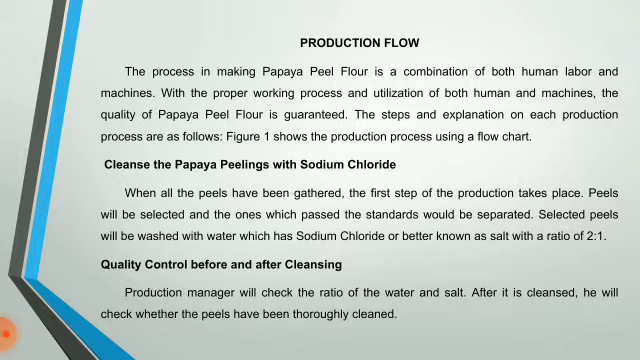 PRODUCTION FLOW
The process in making Papaya Peel Flour is a combination of both human labor and
machines. With the proper working process and utilization of both human and machines, the
quality of Papaya Peel Flour is guaranteed. The steps and explanation on each production
process are as follows: Figure 1 shows the production process using a flow chart.
Cleanse the Papaya Peelings with Sodium Chloride
When all the peels have been gathered, the first step of the production takes place. Peels
will be selected and the ones which passed the standards would be separated. Selected peels
will be washed with water which has Sodium Chloride or better known as salt with a ratio of 2:1.
Quality Control before and after Cleansing
Production manager will check the ratio of the water and salt. After it is cleansed, he will
check whether the peels have been thoroughly cleaned.